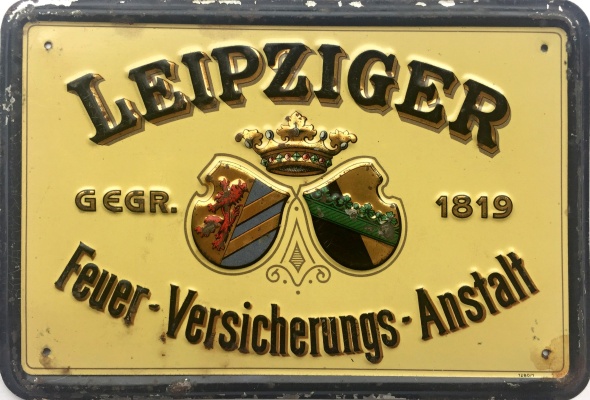 LEIPZIGER
GEGR. 1819
Feuer-Versicherungs-Anstalt